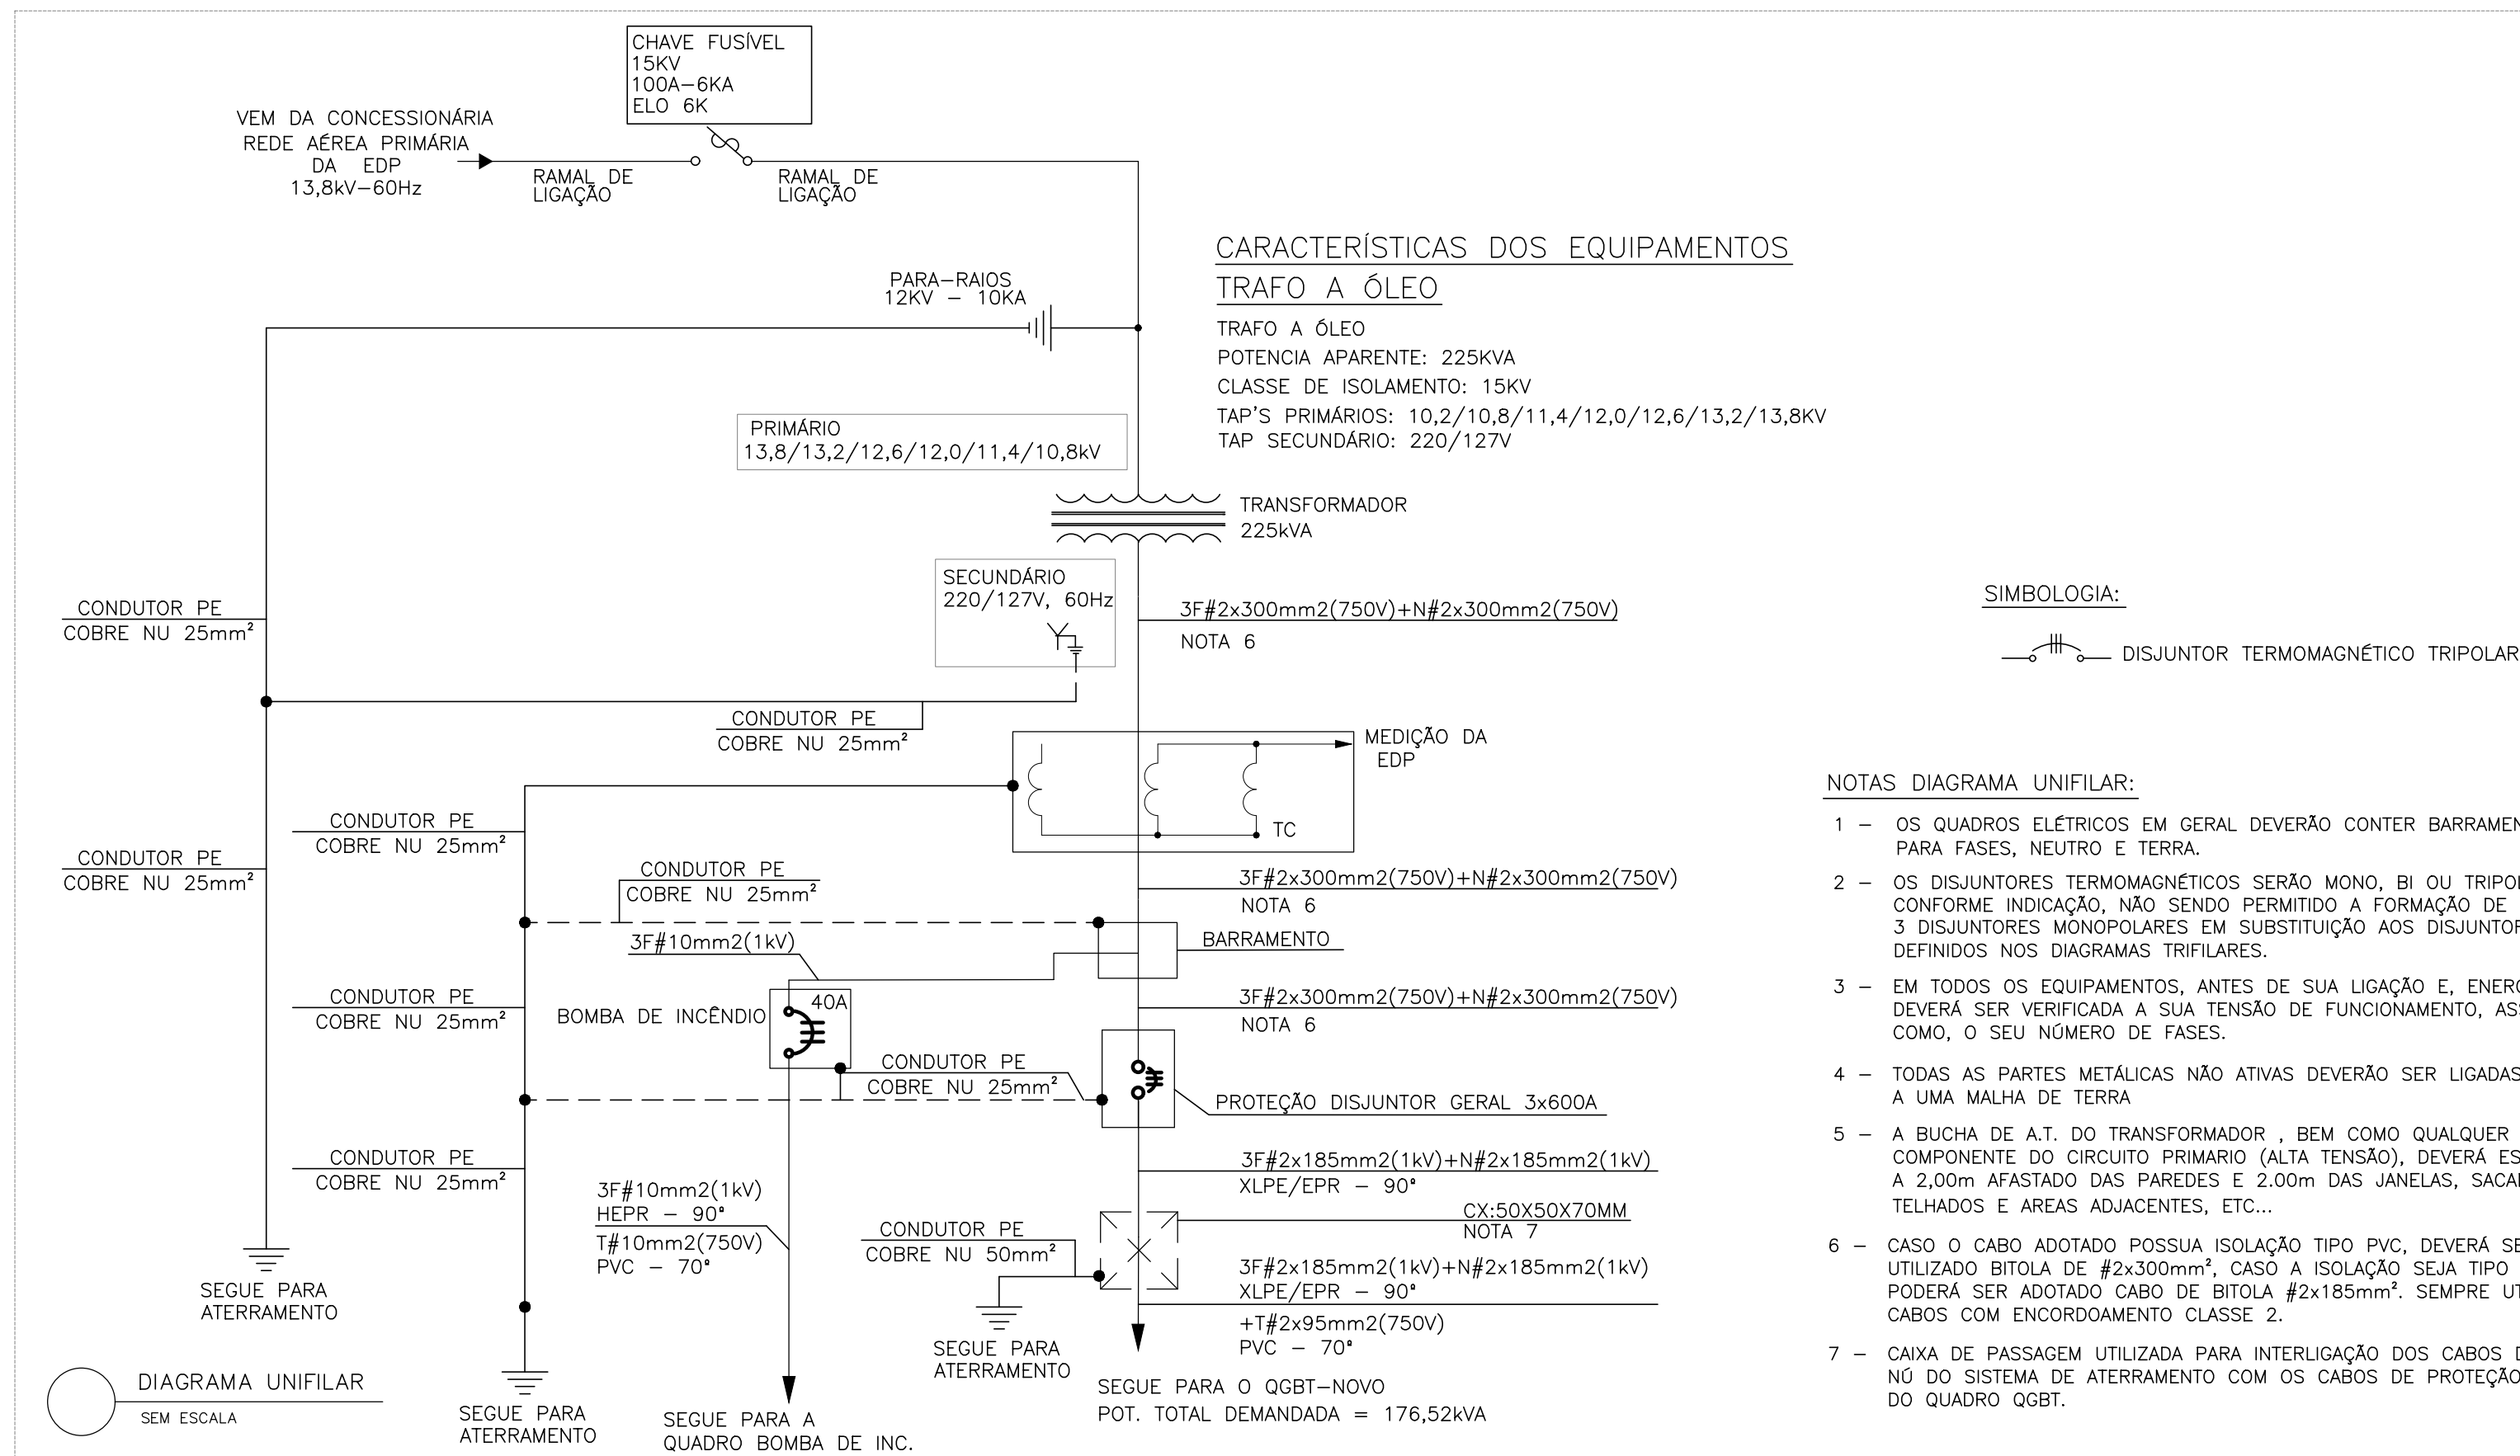 CHAVE FUSÍVEL
15KV
100A-6KA
ELO 6K
VEM DA CONCESSIONÁRIA
REDE AÉREA PRIMÁRIA
DA EDP
13,8kV-60Hz
RAMAL DE
LIGAÇÃO
RAMAL DE
LIGAÇÃO
CARACTERÍSTICAS DOS EQUIPAMENTOS
TRAFO A ÓLEO
TRAFO A ÓLEO
POTENCIA APARENTE: 225KVA
CLASSE DE ISOLAMENTO: 15KV
TAP'S PRIMÁRIOS: 10,2/10,8/11,4/12,0/12,6/13,2/13,8KV
TAP SECUNDÁRIO: 220/127V
PARA-RAIOS
12KV - 10KA
PRIMÁRIO
13,8/13,2/12,6/12,0/11,4/10,8kV
TRANSFORMADOR
225kVA
SECUNDÁRIO
220/127V, 60Hz
CONDUTOR PE
COBRE NU 25mm²
3F#2x300mm2(750V)+N#2x300mm2(750V)
NOTA 6
SIMBOLOGIA:
DISJUNTOR TERMOMAGNÉTICO TRIPOLAR
CONDUTOR PE
COBRE NU 25mm²
MEDIÇÃO DA
EDP
TC
CONDUTOR PE
COBRE NU 25mm²
CONDUTOR PE
COBRE NU 25mm²
CONDUTOR PE
COBRE NU 25mm²
3F#2x300mm2(750V)+N#2x300mm2(750V)
NOTA 6
3F#10mm2(1kV)
BARRAMENTO
CONDUTOR PE
COBRE NU 25mm²
BOMBA DE INCÊNDIO
40A
3F#2x300mm2(750V)+N#2x300mm2(750V)
NOTA 6
CONDUTOR PE
COBRE NU 25mm²
PROTEÇÃO DISJUNTOR GERAL 3x600A
CONDUTOR PE
COBRE NU 25mm²
3F#2x185mm2(1kV)+N#2x185mm2(1kV)
XLPE/EPR - 90°
3F#10mm2(1kV)
HEPR - 90°
T#10mm2(750V)
PVC - 70°
CX:50X50X70MM
NOTA 7
CONDUTOR PE
COBRE NU 50mm²
3F#2x185mm2(1kV)+N#2x185mm2(1kV)
XLPE/EPR - 90°
+T#2x95mm2(750V)
PVC - 70°
SEGUE PARA
ATERRAMENTO
SEGUE PARA
ATERRAMENTO
SEGUE PARA
ATERRAMENTO
SEGUE PARA A
QUADRO BOMBA DE INC.
SEGUE PARA O QGBT-NOVO
POT. TOTAL DEMANDADA = 176,52kVA
DIAGRAMA UNIFILAR
SEM ESCALA
NOTAS DIAGRAMA UNIFILAR:
1 - OS QUADROS ELÉTRICOS EM GERAL DEVERÃO CONTER BARRAMEN
PARA FASES, NEUTRO E TERRA.
2 - OS DISJUNTORES TERMOMAGNÉTICOS SERÃO MONO, BI OU TRIPOL
CONFORME INDICAÇÃO, NÃO SENDO PERMITIDO A FORMAÇÃO DE
3 DISJUNTORES MONOPOLARES EM SUBSTITUIÇÃO AOS DISJUNTOR
DEFINIDOS NOS DIAGRAMAS TRIFILARES.
3 - EM TODOS OS EQUIPAMENTOS, ANTES DE SUA LIGAÇÃO E, ENERG
DEVERÁ SER VERIFICADA A SUA TENSÃO DE FUNCIONAMENTO, ASS
COMO, O SEU NÚMERO DE FASES.
4 - TODAS AS PARTES METÁLICAS NÃO ATIVAS DEVERÃO SER LIGADAS
A UMA MALHA DE TERRA
5 - A BUCHA DE A.T. DO TRANSFORMADOR , BEM COMO QUALQUER
COMPONENTE DO CIRCUITO PRIMARIO (ALTA TENSÃO), DEVERÁ ES
A 2,00m AFASTADO DAS PAREDES E 2.00m DAS JANELAS, SACA
TELHADOS E AREAS ADJACENTES, ETC...
6 - CASO O CABO ADOTADO POSSUA ISOLAÇÃO TIPO PVC, DEVERÁ SE
UTILIZADO BITOLA DE #2x300mm², CASO A ISOLAÇÃO SEJA TIPO
PODERÁ SER ADOTADO CABO DE BITOLA #2x185mm². SEMPRE UT
CABOS COM ENCORDOAMENTO CLASSE 2.
7 - CAIXA DE PASSAGEM UTILIZADA PARA INTERLIGAÇÃO DOS CABOS D
NÚ DO SISTEMA DE ATERRAMENTO COM OS CABOS DE PROTEÇÃO
DO QUADRO QGBT.